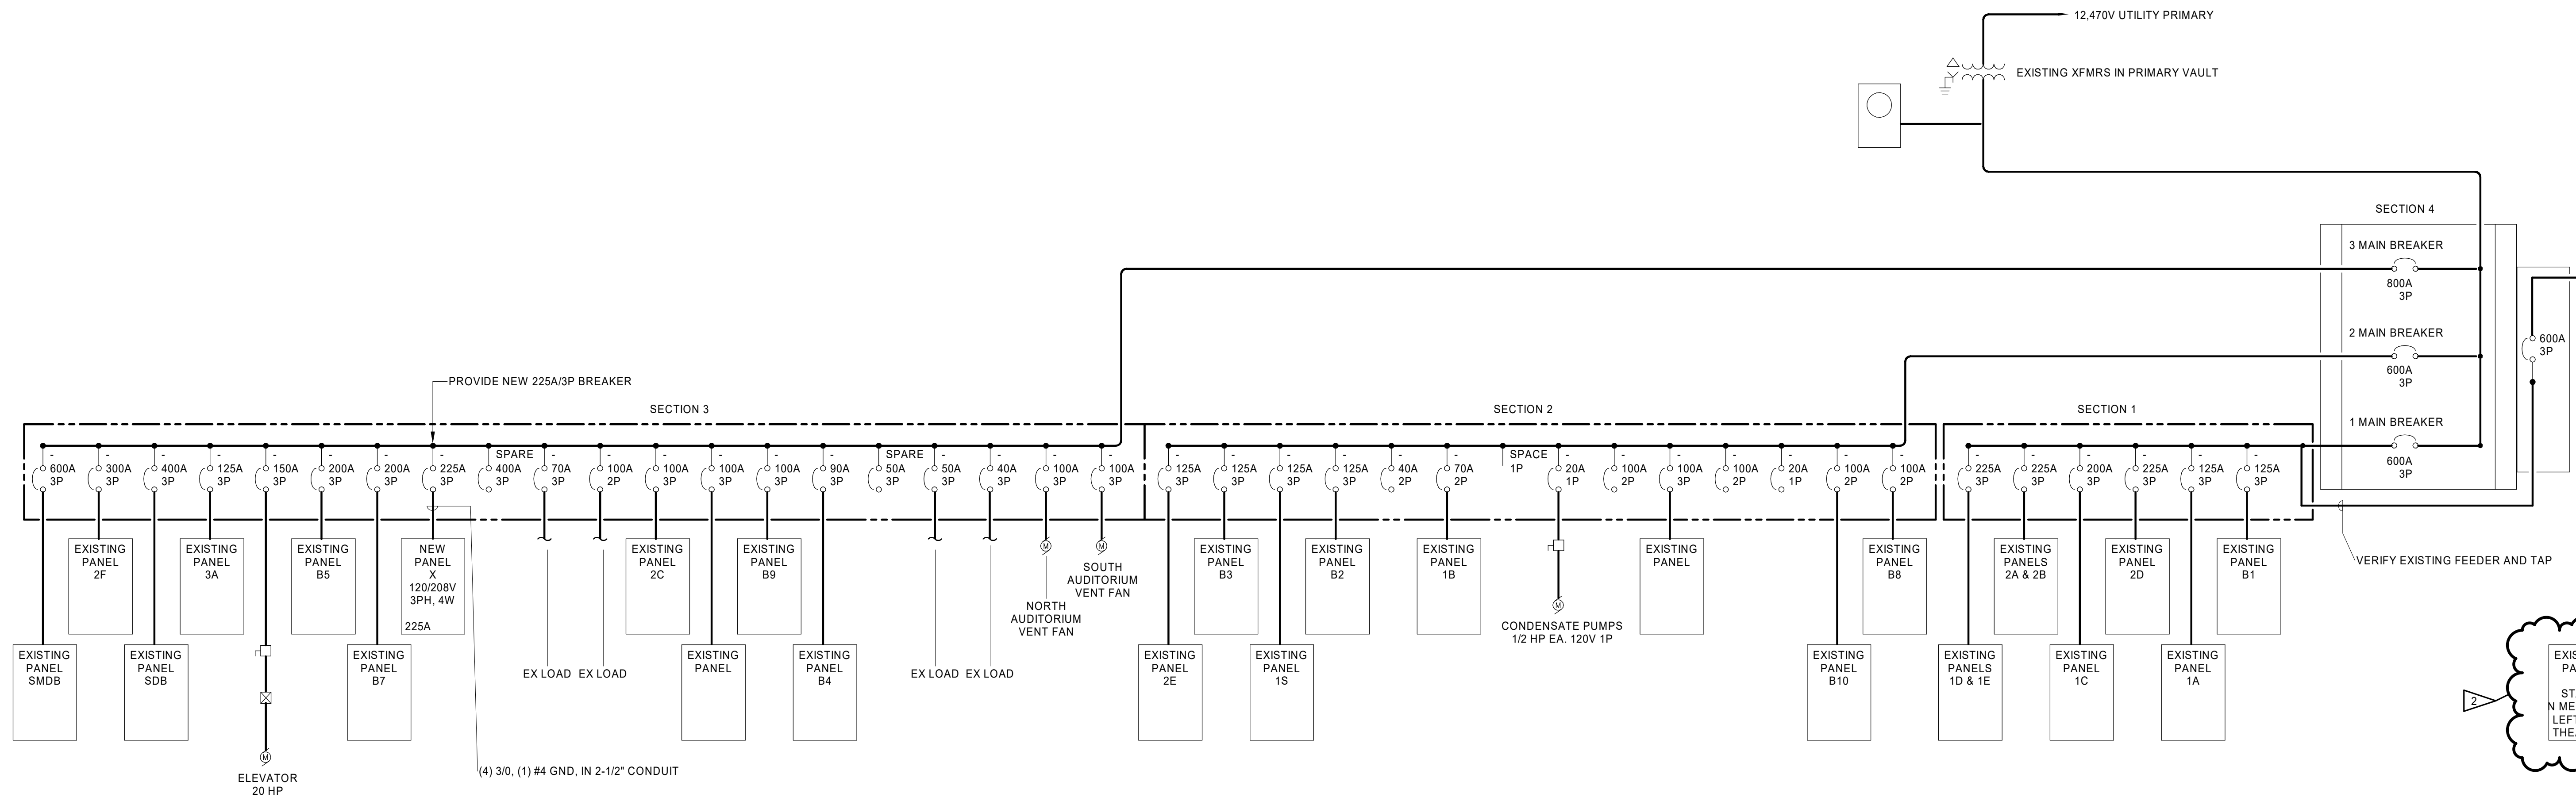 12,470V UTILITY PRIMARY
EXISTING XFMRS IN PRIMARY VAULT
SECTION 4
3 MAIN BREAKER
800A
3P
2 MAIN BREAKER
600A
3P
1 MAIN BREAKER
600A
3P
600A
3P
PROVIDE NEW 225A/3P BREAKER
SECTION 3
SECTION 2
SECTION 1
-
600A
3P
-
300A
3P
-
400A
3P
-
125A
3P
-
150A
3P
-
200A
3P
-
200A
3P
-
225A
3P
SPARE
400A
3P
-
70A
3P
-
100A
2P
-
100A
3P
-
100A
3P
-
100A
3P
-
90A
3P
SPARE
50A
3P
-
50A
3P
-
40A
3P
-
100A
3P
-
100A
3P
-
125A
3P
-
125A
3P
-
125A
3P
-
125A
3P
-
40A
2P
-
70A
2P
SPACE
1P
-
20A
1P
-
100A
2P
-
100A
3P
-
100A
2P
-
20A
1P
-
100A
2P
-
100A
2P
-
225A
3P
-
225A
3P
-
200A
3P
-
225A
3P
-
125A
3P
-
125A
3P
EXISTING
PANEL
2F
EXISTING
PANEL
3A
EXISTING
PANEL
B5
NEW
PANEL
X
120/208V
3PH, 4W
225A
EXISTING
PANEL
2C
EXISTING
PANEL
B9
M
NORTH
AUDITORIUM
VENT FAN
M
SOUTH
AUDITORIUM
VENT FAN
EXISTING
PANEL
B3
EXISTING
PANEL
B2
EXISTING
PANEL
1B
M
CONDENSATE PUMPS
1/2 HP EA. 120V 1P
EXISTING
PANEL
EXISTING
PANEL
B8
EXISTING
PANELS
2A & 2B
EXISTING
PANEL
2D
EXISTING
PANEL
B1
VERIFY EXISTING FEEDER AND TAP
EXISTING
PANEL
SMDB
EXISTING
PANEL
SDB
M
ELEVATOR
20 HP
EXISTING
PANEL
B7
EX LOAD
EX LOAD
EXISTING
PANEL
EXISTING
PANEL
B4
EX LOAD
EX LOAD
EXISTING
PANEL
2E
EXISTING
PANEL
1S
EXISTING
PANEL
B10
EXISTING
PANELS
1D & 1E
EXISTING
PANEL
1C
EXISTING
PANEL
1A
(4) 3/0, (1) #4 GND, IN 2-1/2" CONDUIT
2
EXIS
PA
ST
N ME
LEFT
THE